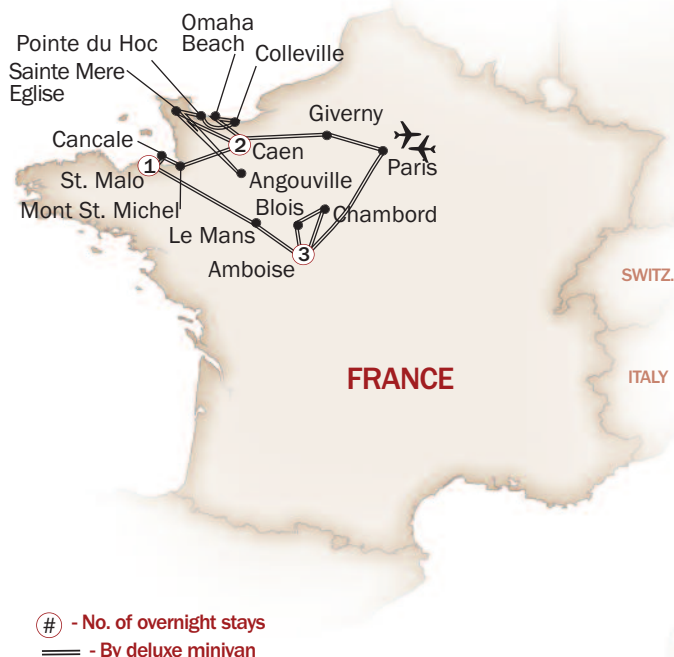 Omaha
Beach
Pointe du Hoc
Colleville
Sainte Mere
Eglise
Giverny
Cancale
2
Caen
Paris
1
St. Malo
Angouville
Mont St. Michel
Blois
Chambord
Le Mans
3
Amboise
SWITZ.
FRANCE
ITALY
# - No. of overnight stays
- By deluxe minivan